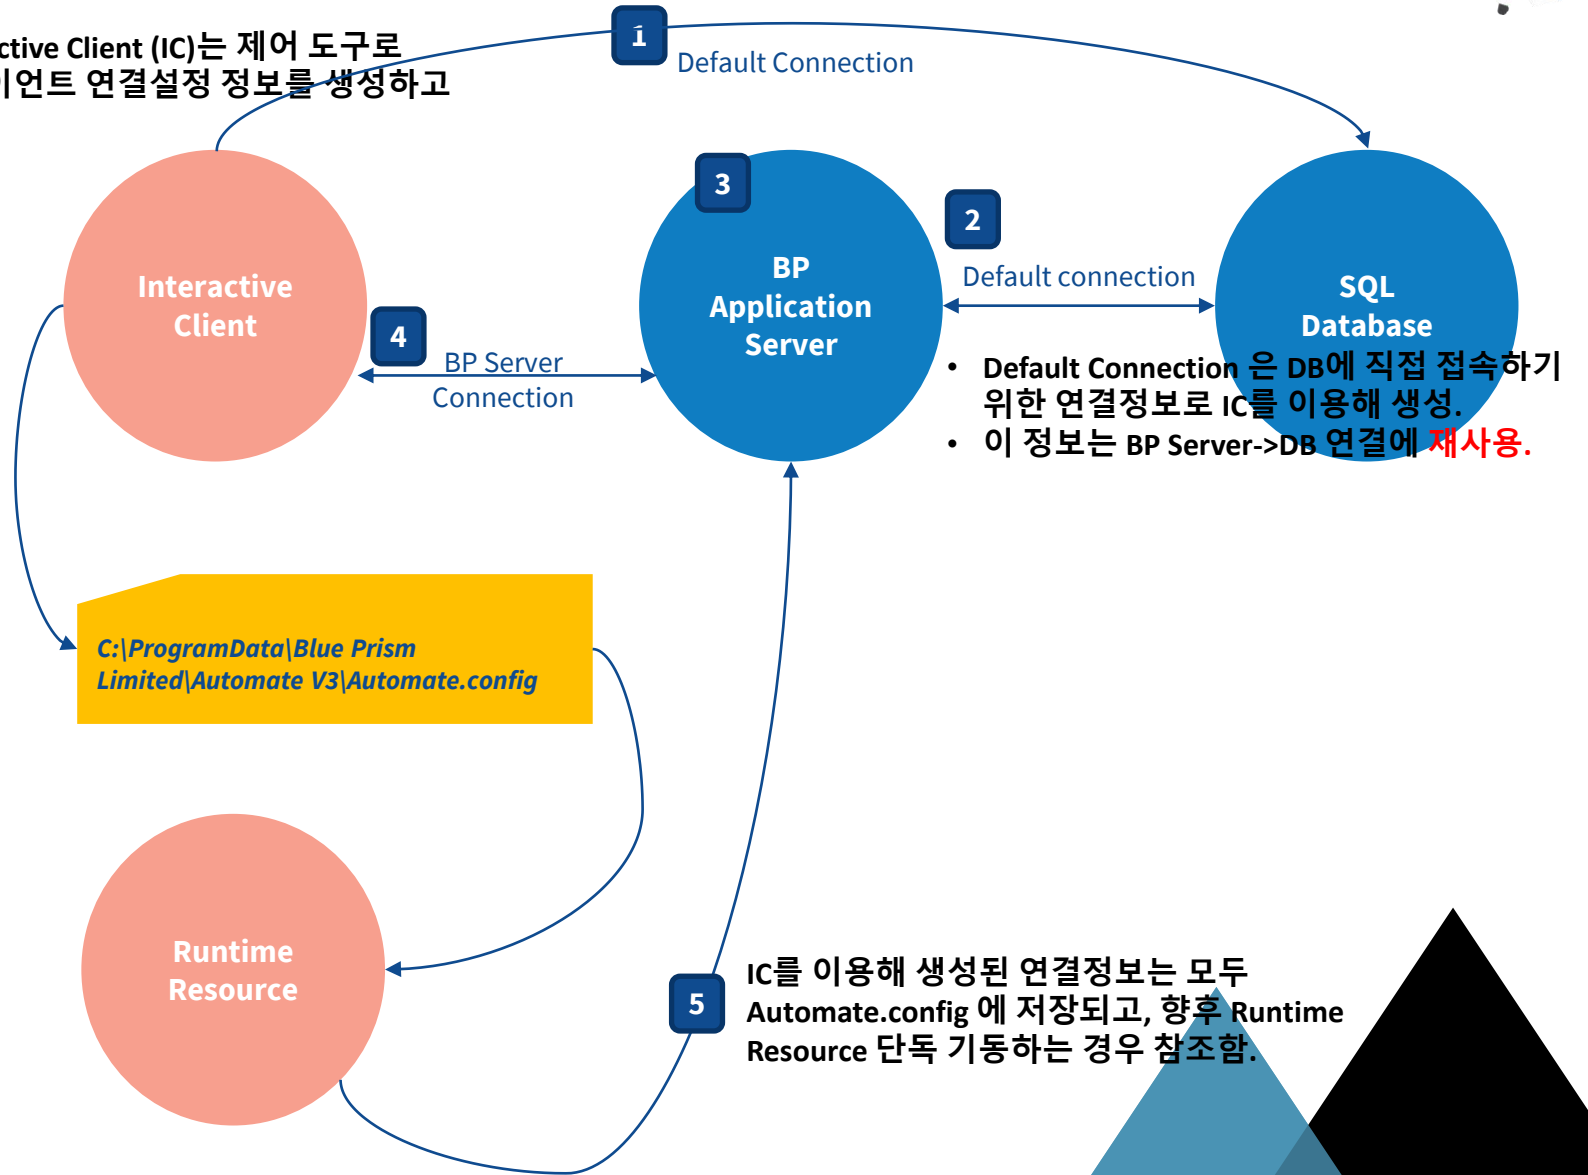 ctive Client (IC)는 제어 도구로
이언트 연결설정 정보를 생성하고
1
Default Connection
3
2
Interactive
Client
BP
Application
Server
Default connection
SQL
Database
4
BP Server
Connection
• Default Connection 은 DB에 직접 접속하기
위한 연결정보로 IC를 이용해 생성.
• 이 정보는 BP Server->DB 연결에 재사용.
C:\ProgramData\Blue Prism
Limited\Automate V3\Automate.config
Runtime
Resource
5
IC를 이용해 생성된 연결정보는 모두
Automate.config 에 저장되고, 향후 Runtime
Resource 단독 기동하는 경우 참조함.